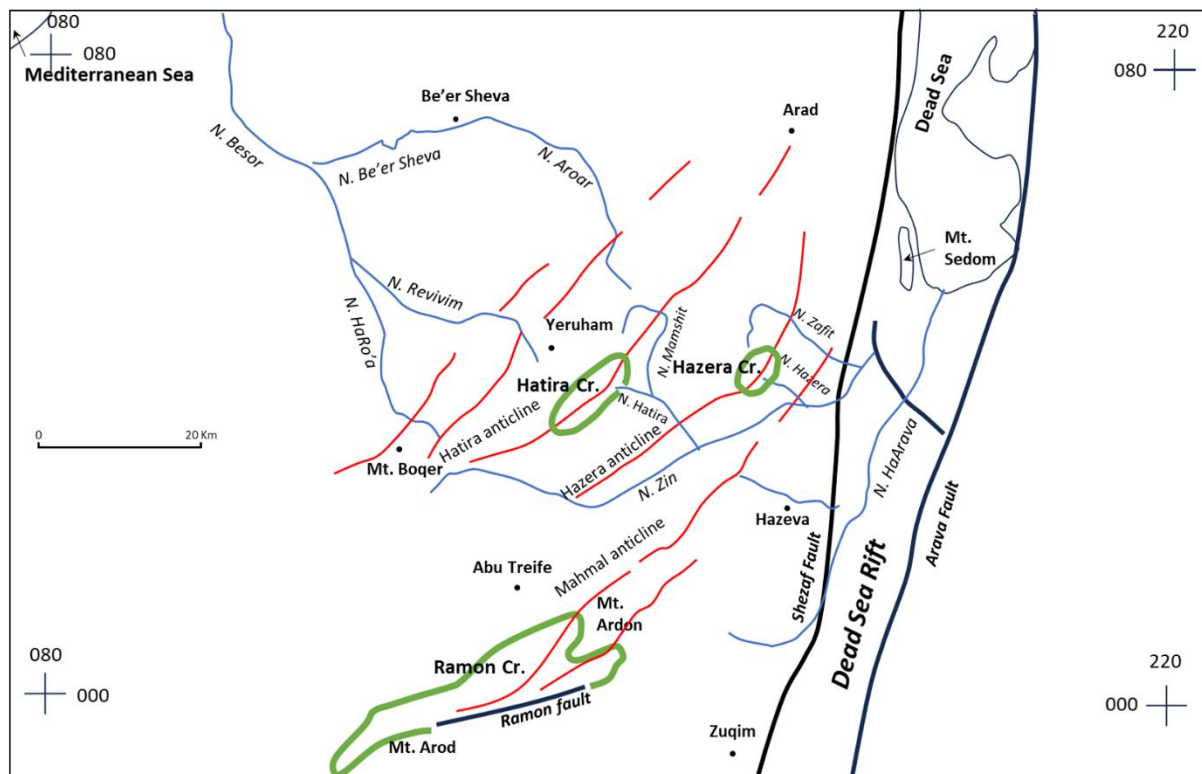 080
080
Mediterranean Sea
220
080
Be'er Sheva
Arad
Dead Sea
N. Besor
N. Be'er Sheva
N. Aroar
Mt.
Sedom
N. Revivim
N. HaRo'a
Yeruham
N. Mamshit
N. Zafit
Hatira Cr.
Hazera Cr.
N. Hazera
N. Hatira
0
20 Km
Hatira anticline
Mt. Boqer
Hazera anticline
N. Zin
N. HaArava
Hazeva
Arava Fault
Shezaf Fault
Dead Sea Rift
Mahmal anticline
Abu Treife
Mt.
Ardon
Ramon Cr.
080
000
220
000
Ramon fault
Mt. Arod
Zuqim